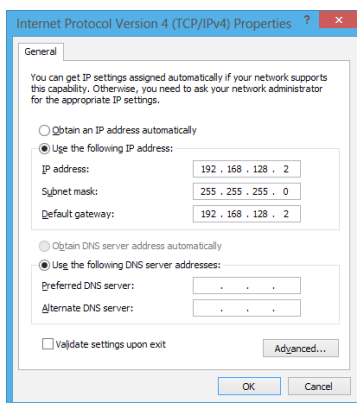 Internet Protocol Version 4 (TCP/IPv4) Properties ? ×
General
You can get IP settings assigned automatically if your network supports
this capability. Otherwise, you need to ask your network administrator
for the appropriate IP settings.
Obtain an IP address automatically
Use the following IP address:
IP address: 192 . 168 . 128 . 2
Subnet mask: 255 . 255 . 255 . 0
Default gateway: 192 . 168 . 128 . 2
Obtain DNS server address automatically
Use the following DNS server addresses:
Preferred DNS server: . . .
Alternate DNS server: . . .
Validate settings upon exit
Advanced...
OK Cancel